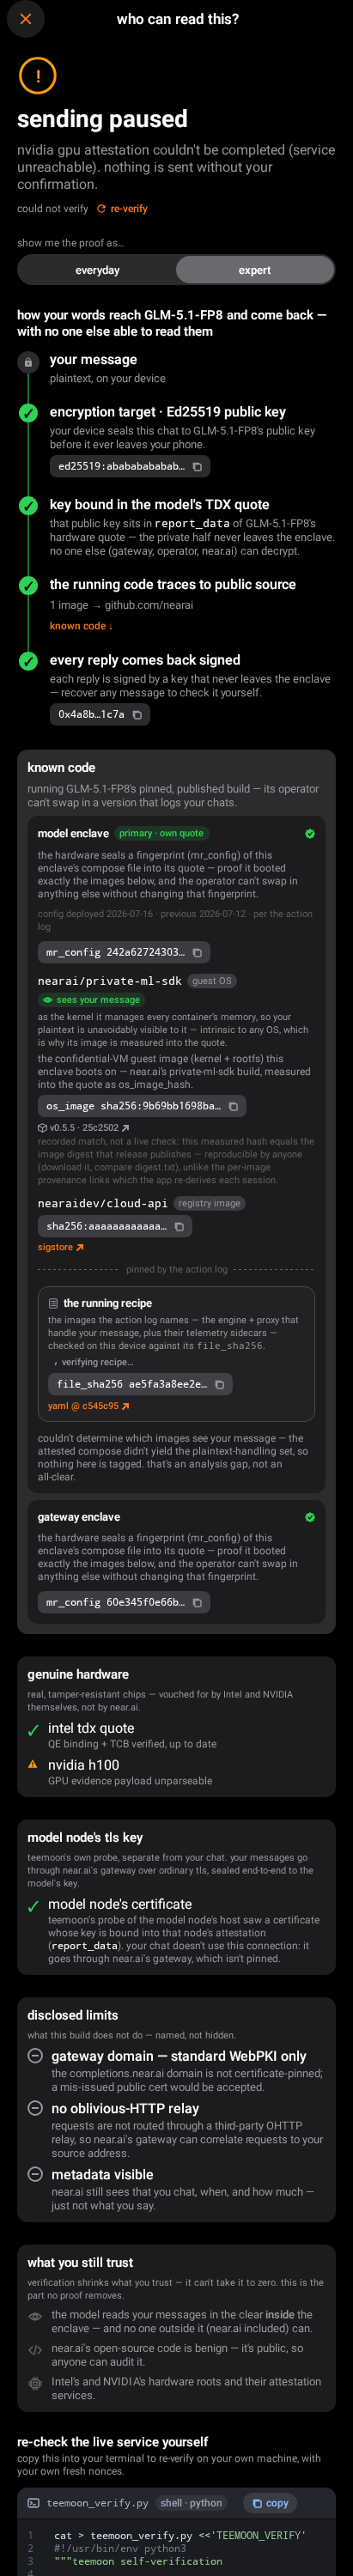 who can read this?
!
sending paused
nvidia gpu attestation couldn't be completed (service
unreachable). nothing is sent without your
confirmation.
could not verify re-verify
show me the proof as…
everyday expert
how your words reach GLM-5.1-FP8 and come back —
with no one else able to read them
your message
plaintext, on your device
encryption target · Ed25519 public key
your device seals this chat to GLM-5.1-FP8's public key
before it ever leaves your phone.
ed25519:abababababab…
key bound in the model's TDX quote
that public key sits in report_data of GLM-5.1-FP8's
hardware quote — the private half never leaves the enclave.
no one else (gateway, operator, near.ai) can decrypt.
the running code traces to public source
1 image → github.com/nearai
known code ↓
every reply comes back signed
each reply is signed by a key that never leaves the enclave
— recover any message to check it yourself.
0x4a8b…1c7a
known code
running GLM-5.1-FP8's pinned, published build — its operator
can't swap in a version that logs your chats.
model enclave primary · own quote
the hardware seals a fingerprint (mr_config) of this
enclave's compose file into its quote — proof it booted
exactly the images below, and the operator can't swap in
anything else without changing that fingerprint.
config deployed 2026-07-16 · previous 2026-07-12 · per the action
log
mr_config 242a62724303…
nearai/private-ml-sdk guest OS
sees your message
as the kernel it manages every container's memory, so your
plaintext is unavoidably visible to it — intrinsic to any OS, which
is why its image is measured into the quote.
the confidential-VM guest image (kernel + rootfs) this
enclave boots on — near.ai's private-ml-sdk build, measured
into the quote as os_image_hash.
os_image sha256:9b69bb1698ba…
v0.5.5 · 25c2502 ↗
recorded match, not a live check: this measured hash equals the
image digest that release publishes — reproducible by anyone
(download it, compare digest.txt), unlike the per-image
provenance links which the app re-derives each session.
nearaidev/cloud-api registry image
sha256:aaaaaaaaaaaa…
sigstore ↗
pinned by the action log
the running recipe
the images the action log names — the engine + proxy that
handle your message, plus their telemetry sidecars —
checked on this device against its file_sha256.
verifying recipe…
file_sha256 ae5fa3a8ee2e…
yaml @ c545c95 ↗
couldn't determine which images see your message — the
attested compose didn't yield the plaintext-handling set, so
nothing here is tagged. that's an analysis gap, not an
all-clear.
gateway enclave
the hardware seals a fingerprint (mr_config) of this
enclave's compose file into its quote — proof it booted
exactly the images below, and the operator can't swap in
anything else without changing that fingerprint.
mr_config 60e345f0e66b…
genuine hardware
real, tamper-resistant chips — vouched for by Intel and NVIDIA
themselves, not by near.ai.
intel tdx quote
QE binding + TCB verified, up to date
nvidia h100
GPU evidence payload unparseable
model node's tls key
teemoon's own probe, separate from your chat. your messages go
through near.ai's gateway over ordinary tls, sealed end-to-end to the
model's key.
model node's certificate
teemoon's probe of the model node's host saw a certificate
whose key is bound into that node's attestation
(report_data). your chat doesn't use this connection: it
goes through near.ai's gateway, which isn't pinned.
disclosed limits
what this build does not do — named, not hidden.
gateway domain — standard WebPKI only
the completions.near.ai domain is not certificate-pinned;
a mis-issued public cert would be accepted.
no oblivious-HTTP relay
requests are not routed through a third-party OHTTP
relay, so near.ai's gateway can correlate requests to your
source address.
metadata visible
near.ai still sees that you chat, when, and how much —
just not what you say.
what you still trust
verification shrinks what you trust — it can't take it to zero. this is the
part no proof removes.
the model reads your messages in the clear inside the
enclave — and no one outside it (near.ai included) can.
near.ai's open-source code is benign — it's public, so
anyone can audit it.
Intel's and NVIDIA's hardware roots and their attestation
services.
re-check the live service yourself
copy this into your terminal to re-verify on your own machine, with
your own fresh nonces.
teemoon_verify.py shell · python copy
1 cat > teemoon_verify.py <<'TEEMOON_VERIFY'
2 #!/usr/bin/env python3
3 """teemoon self-verification
4